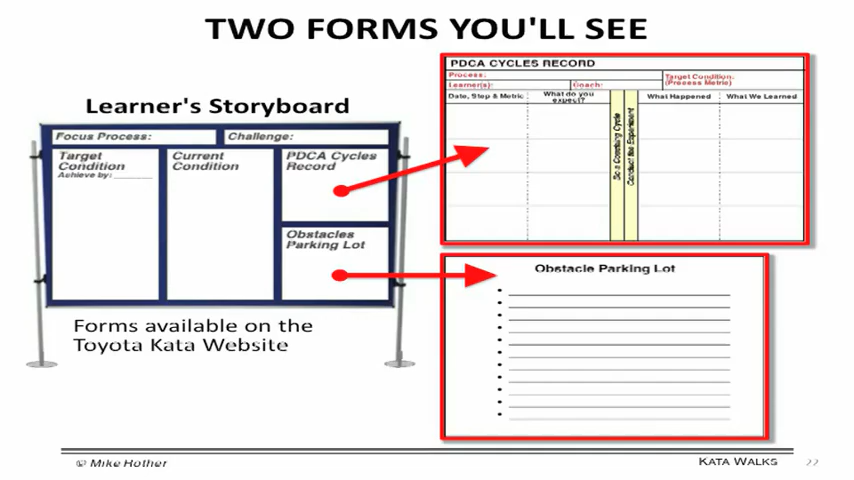 TWO FORMS YOU'LL SEE
Learner's Storyboard
Focus Process:
Challenge:
Target
Condition
Achieve by: ________
Current
Condition
PDCA Cycles
Record
Obstacles
Parking Lot
Forms available on the
Toyota Kata Website
PDCA CYCLES RECORD
Process:
Learner(s):
Coach:
Target Condition:
(Process Metric)
Date, Step & Metric
What do you
expect?
Do a Coaching Cycle
Conduct the Experiment
What Happened
What We Learned
Obstacle Parking Lot
© Mike Rother
KATA WALKS
22